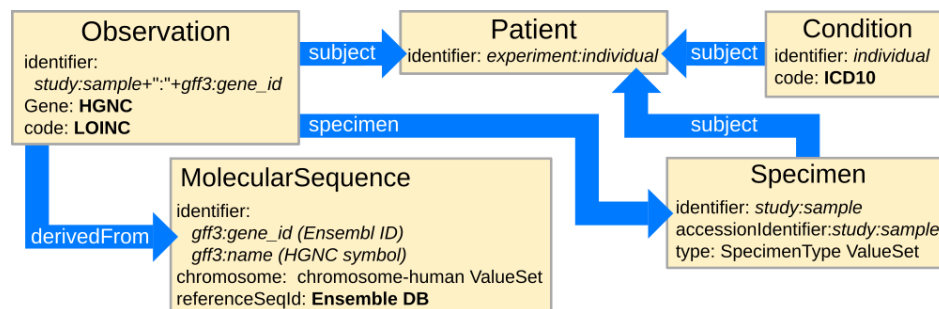 Observation
identifier:
study:sample+":"+gff3:gene_id
Gene: HGNC
code: LOINC
subject
Patient
identifier: experiment:individual
subject
Condition
identifier: individual
code: ICD10
specimen
subject
derivedFrom
MolecularSequence
identifier:
gff3:gene_id (Ensembl ID)
gff3:name (HGNC symbol)
chromosome: chromosome-human ValueSet
referenceSeqId: Ensemble DB
Specimen
identifier: study:sample
accessionIdentifier:study:sample
type: SpecimenType ValueSet